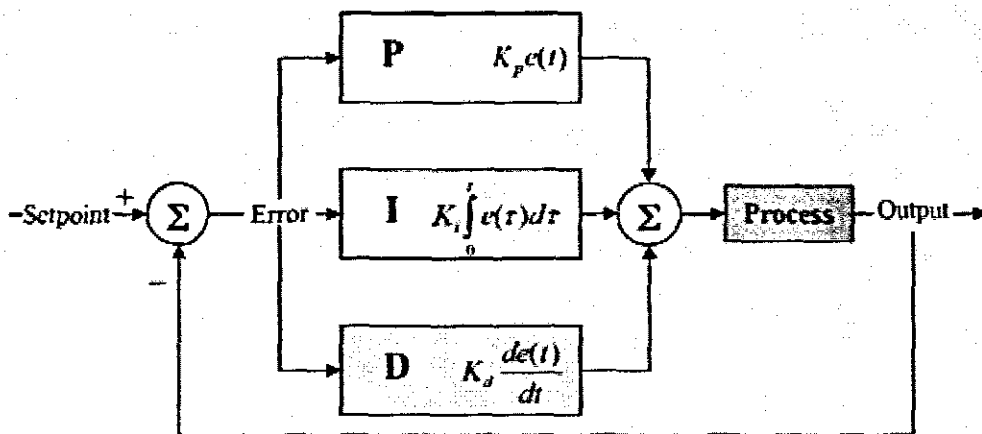 P K_p e(t)
Setpoint + Σ Error I K_i ∫_0^t e(τ)dτ Σ Process Output
−
D K_d de(t)/dt